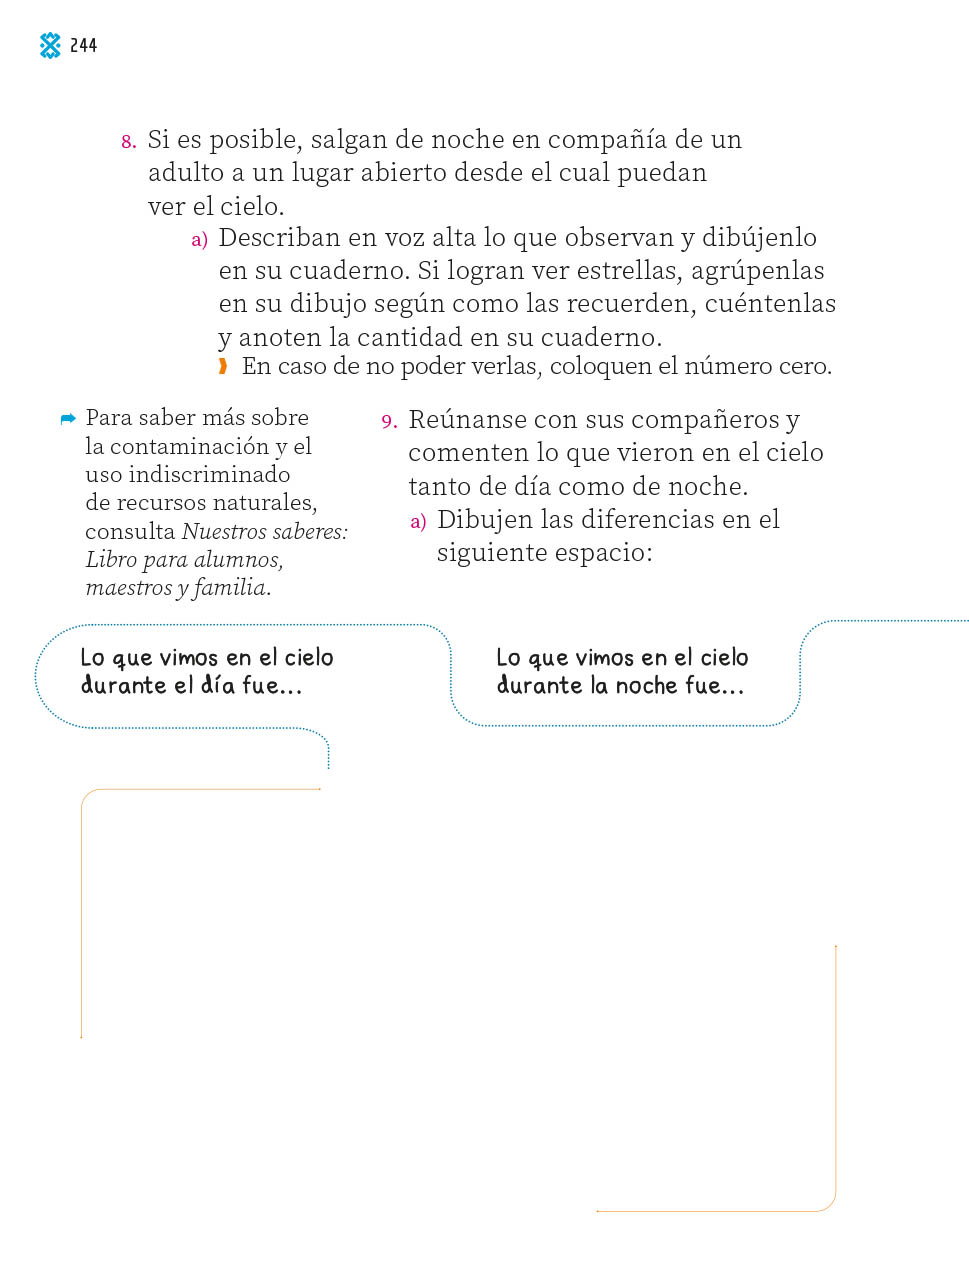 244
8. Si es posible, salgan de noche en compañía de un
adulto a un lugar abierto desde el cual puedan
ver el cielo.
a) Describan en voz alta lo que observan y dibújenlo
en su cuaderno. Si logran ver estrellas, agrúpenlas
en su dibujo según como las recuerden, cuéntenlas
y anoten la cantidad en su cuaderno.
En caso de no poder verlas, coloquen el número cero.
Para saber más sobre
la contaminación y el
uso indiscriminado
de recursos naturales,
consulta Nuestros saberes:
Libro para alumnos,
maestros y familia.
9. Reúnanse con sus compañeros y
comenten lo que vieron en el cielo
tanto de día como de noche.
a) Dibujen las diferencias en el
siguiente espacio:
Lo que vimos en el cielo
durante el día fue...
Lo que vimos en el cielo
durante la noche fue...